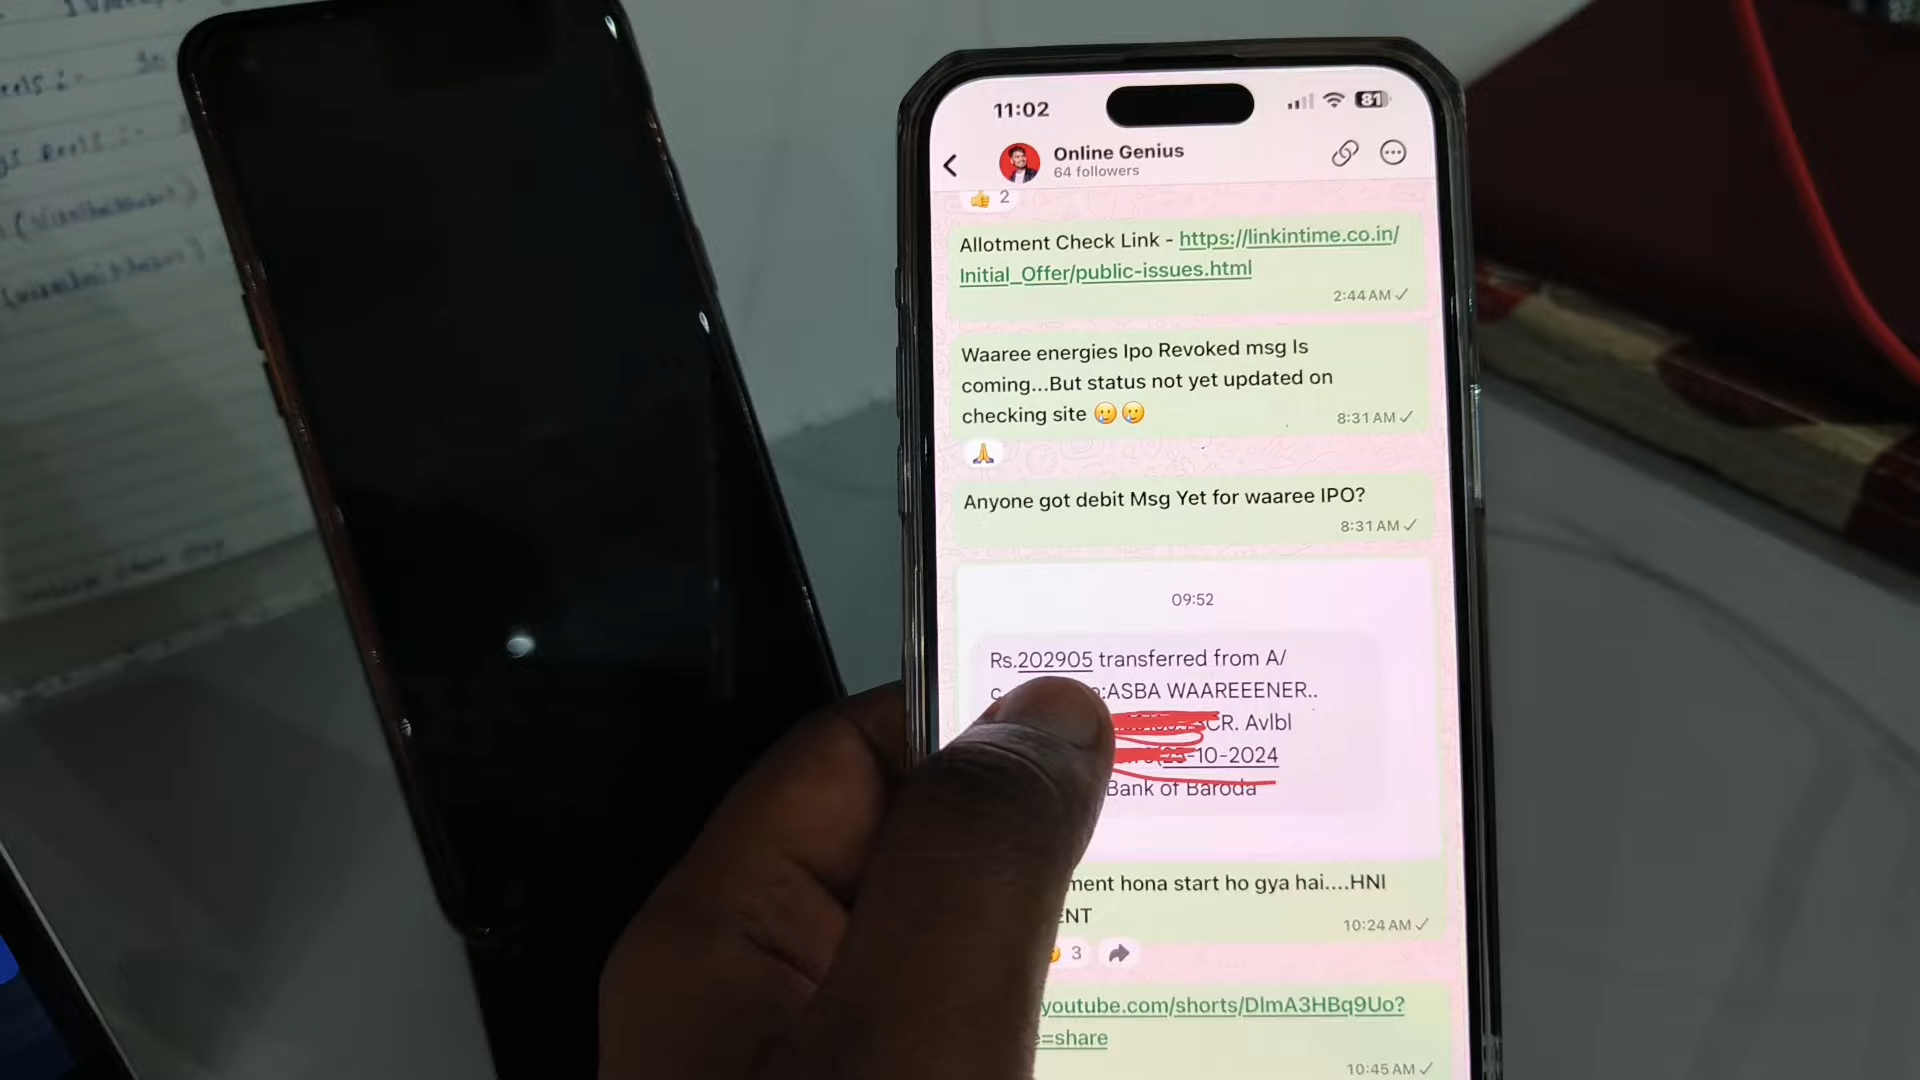 11:02
81
Online Genius
64 followers
👍 2
Allotment Check Link - https://linkintime.co.in/
Initial_Offer/public-issues.html
2:44 AM
Waaree energies Ipo Revoked msg Is
coming...But status not yet updated on
checking site 🥲🥲
8:31 AM
🙏
Anyone got debit Msg Yet for waaree IPO?
8:31 AM
09:52
Rs.202905 transferred from A/
:ASBA WAAREEENER..
CR. Avlbl
-10-2024
Bank of Baroda
hona start ho gya hai....HNI
10:24 AM
3
youtube.com/shorts/DlmA3HBq9Uo?
=share
10:45 AM